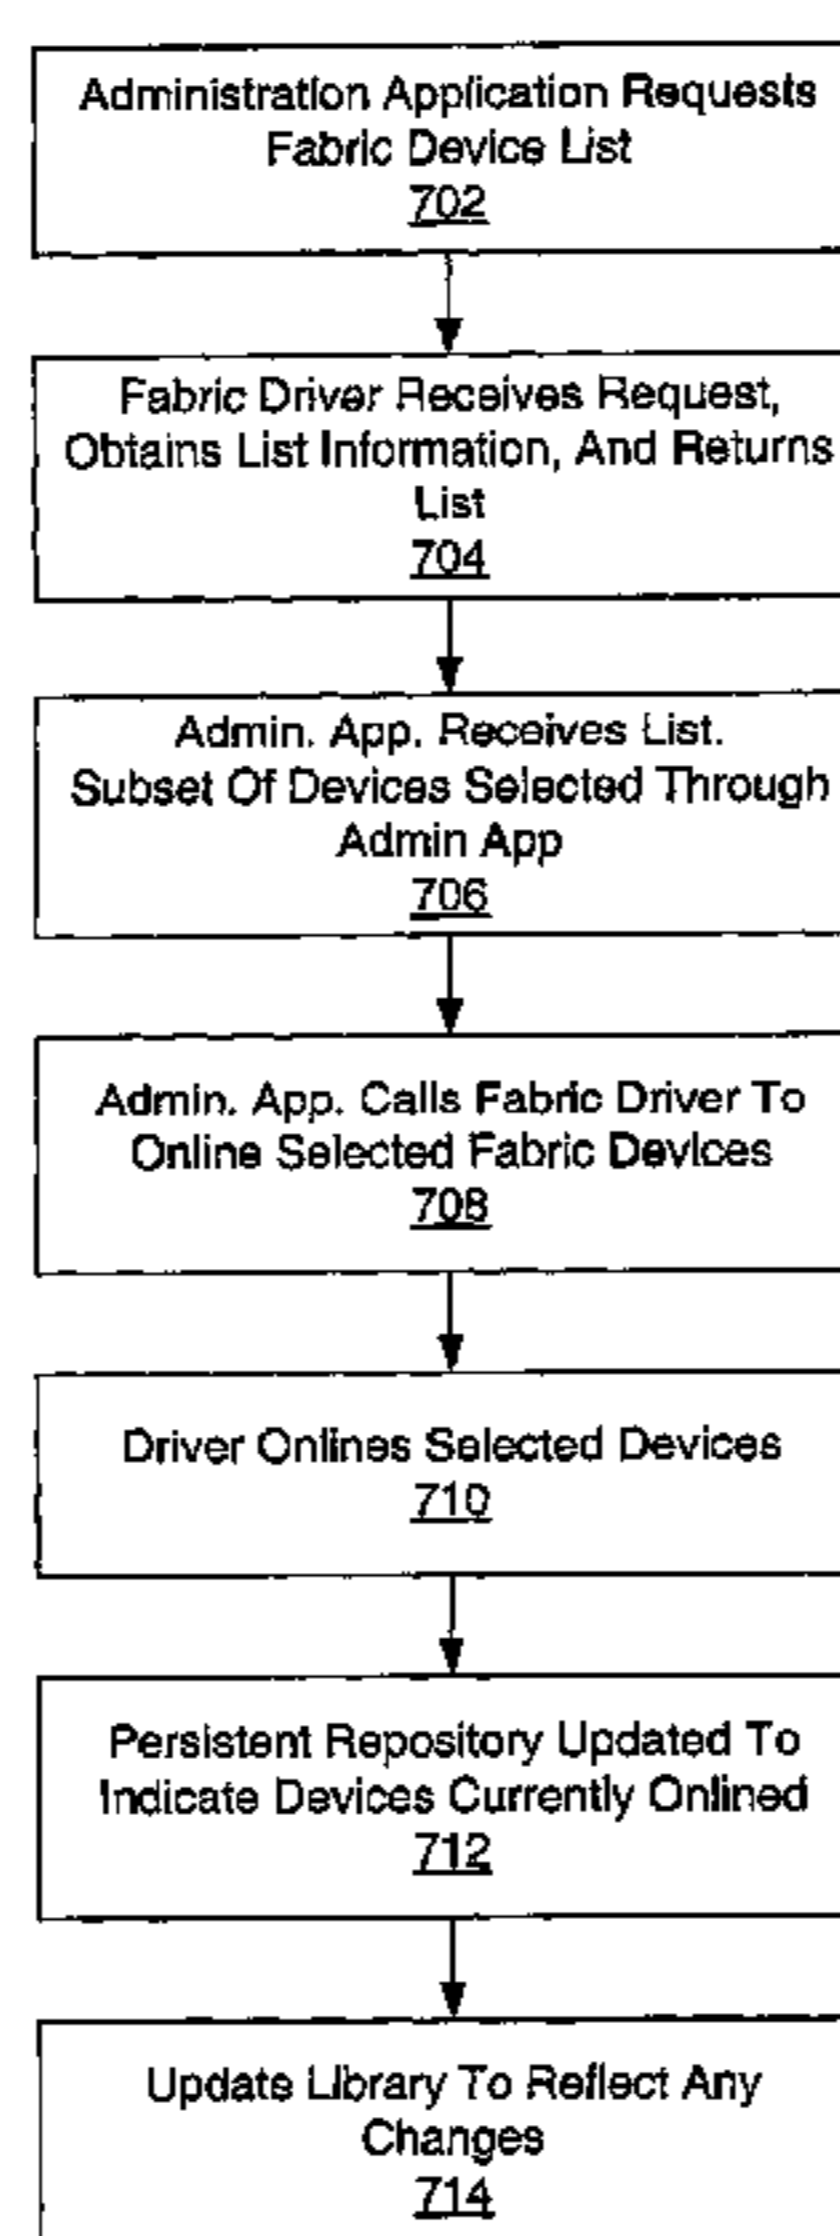 Administration Application Requests
Fabric Device List
702
Fabric Driver Receives Request,
Obtains List Information, And Returns
List
704
Admin. App. Receives List.
Subset Of Devices Selected Through
Admin App
706
Admin. App. Calls Fabric Driver To
Online Selected Fabric Devices
708
Driver Onlines Selected Devices
710
Persistent Repository Updated To
Indicate Devices Currently Onlined
712
Update Library To Reflect Any
Changes
714